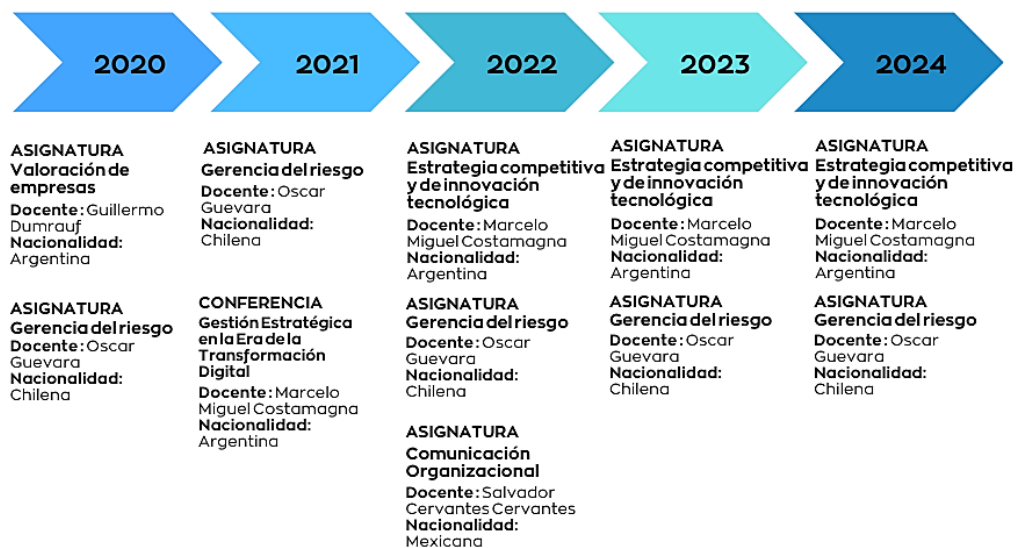 2020
2021
2022
2023
2024
ASIGNATURA
Valoración de
empresas
Docente: Guillermo
Dumrauf
Nacionalidad:
Argentina
ASIGNATURA
Gerencia del riesgo
Docente: Oscar
Guevara
Nacionalidad:
Chilena
ASIGNATURA
Gerencia del riesgo
Docente: Oscar
Guevara
Nacionalidad:
Chilena
CONFERENCIA
Gestión Estratégica
en la Era de la
Transformación
Digital
Docente: Marcelo
Miguel Costamagna
Nacionalidad:
Argentina
ASIGNATURA
Estrategia competitiva
y de innovación
tecnológica
Docente: Marcelo
Miguel Costamagna
Nacionalidad:
Argentina
ASIGNATURA
Gerencia del riesgo
Docente: Oscar
Guevara
Nacionalidad:
Chilena
ASIGNATURA
Comunicación
Organizacional
Docente: Salvador
Cervantes Cervantes
Nacionalidad:
Mexicana
ASIGNATURA
Estrategia competitiva
y de innovación
tecnológica
Docente: Marcelo
Miguel Costamagna
Nacionalidad:
Argentina
ASIGNATURA
Gerencia del riesgo
Docente: Oscar
Guevara
Nacionalidad:
Chilena
ASIGNATURA
Estrategia competitiva
y de innovación
tecnológica
Docente: Marcelo
Miguel Costamagna
Nacionalidad:
Argentina
ASIGNATURA
Gerencia del riesgo
Docente: Oscar
Guevara
Nacionalidad:
Chilena